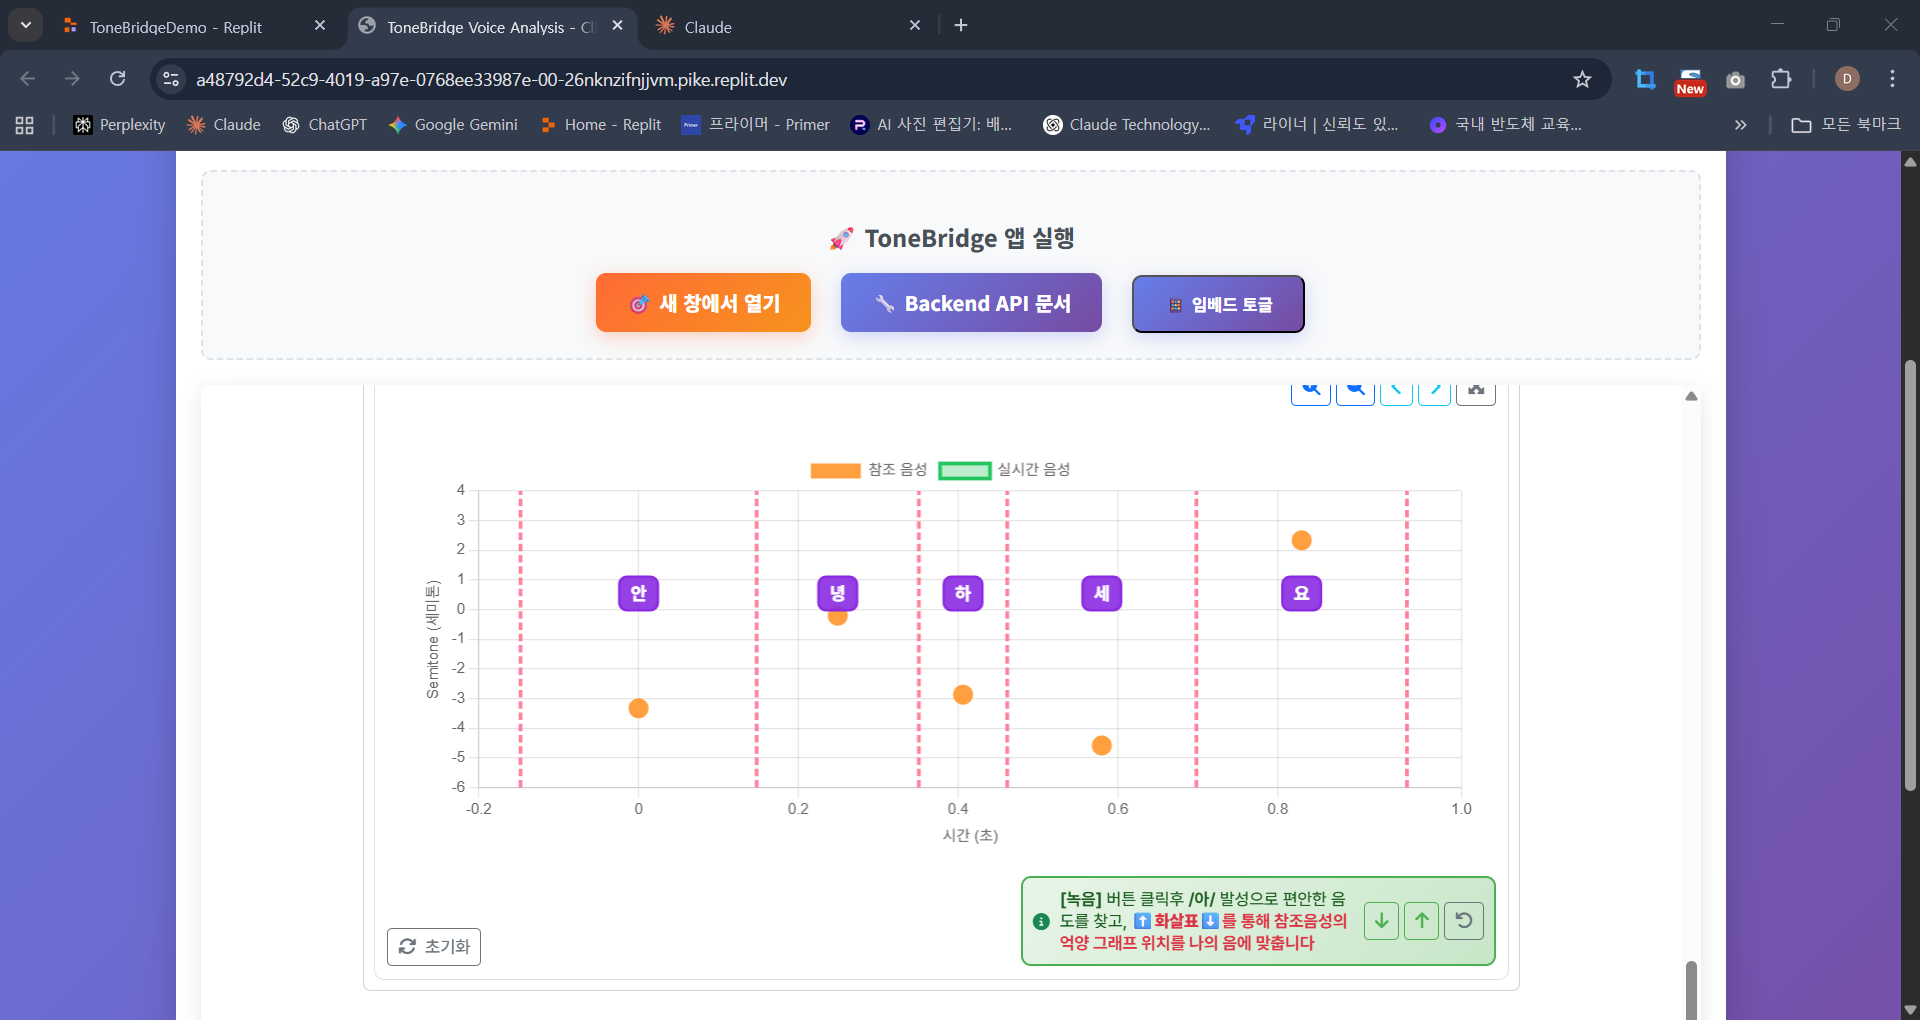 ToneBridgeDemo - Replit
ToneBridge Voice Analysis - Cli
Claude
a48792d4-52c9-4019-a97e-0768ee33987e-00-26nknzifnjjvm.pike.replit.dev
New
D
Perplexity
Claude
ChatGPT
Google Gemini
Home - Replit
Primer
프라이머 - Primer
AI 사진 편집기: 배...
Claude Technology...
라이너 | 신뢰도 있...
국내 반도체 교육...
»
모든 북마크
🚀 ToneBridge 앱 실행
🎯 새 창에서 열기
🔧 Backend API 문서
임베드 토글
참조 음성
실시간 음성
4
3
2
1
0
-1
-2
-3
-4
-5
-6
Semitone (세미톤)
안
녕
하
세
요
-0.2
0
0.2
0.4
0.6
0.8
1.0
시간 (초)
[녹음] 버튼 클릭후 /아/ 발성으로 편안한 음
도를 찾고, ⬆️ 화살표 ⬇️ 를 통해 참조음성의
억양 그래프 위치를 나의 음에 맞춥니다
초기화